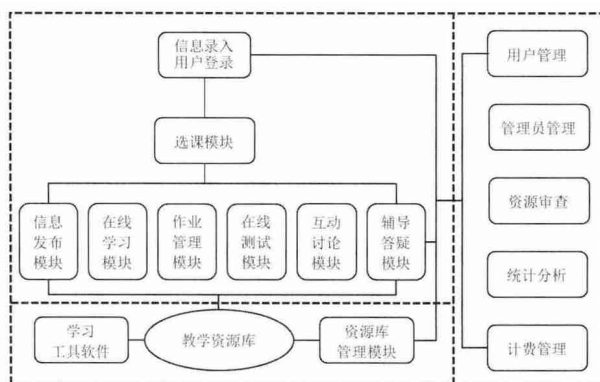 信息录入
用户登录
选课模块
信息
发布
模块
在线
学习
模块
作业
管理
模块
在线
测试
模块
互动
讨论
模块
辅导
答疑
模块
学习
工具软件
教学资源库
资源库
管理模块
用户管理
管理员管理
资源审查
统计分析
计费管理